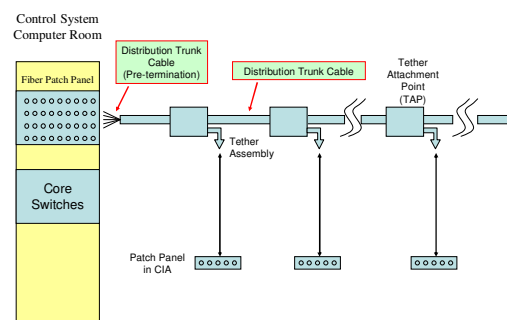 Control System
Computer Room
Distribution Trunk
Cable
(Pre-termination)
Distribution Trunk Cable
Tether
Attachment
Point
(TAP)
Fiber Patch Panel
Tether
Assembly
Core
Switches
Patch Panel
in CIA